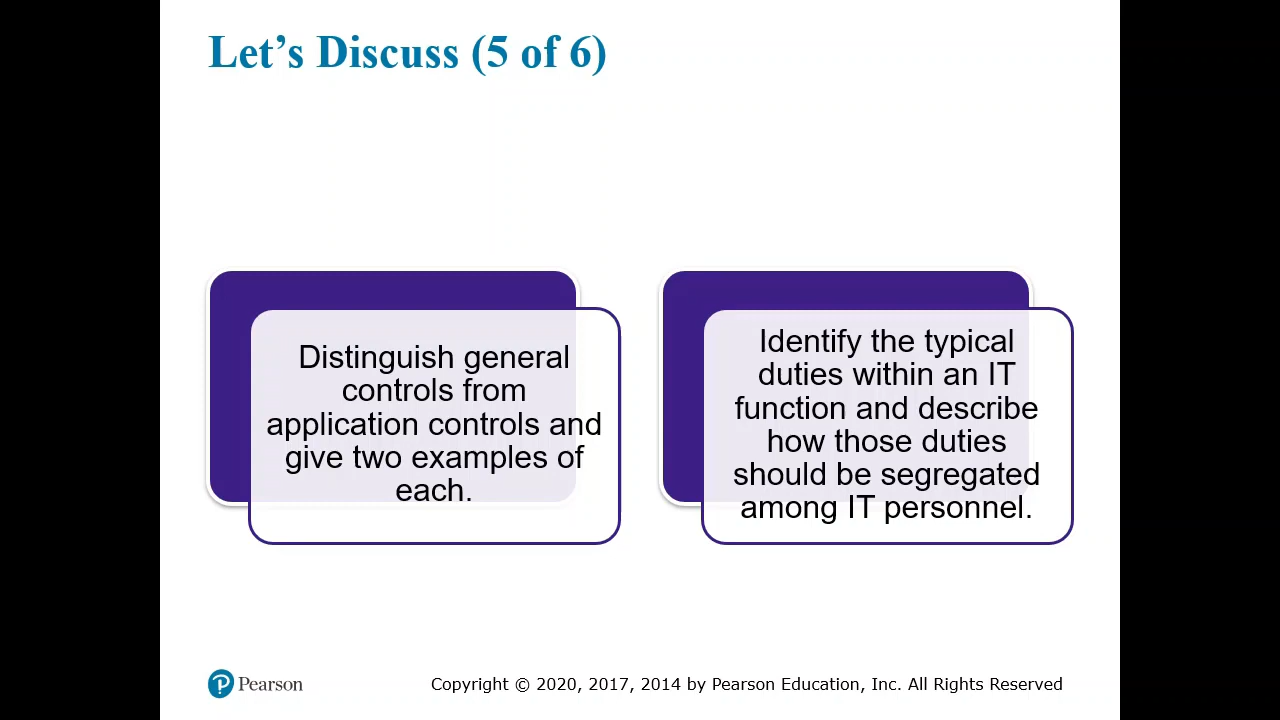 Let’s Discuss (5 of 6)
Distinguish general
controls from
application controls and
give two examples of
each.
Identify the typical
duties within an IT
function and describe
how those duties
should be segregated
among IT personnel.
Pearson
Copyright © 2020, 2017, 2014 by Pearson Education, Inc. All Rights Reserved